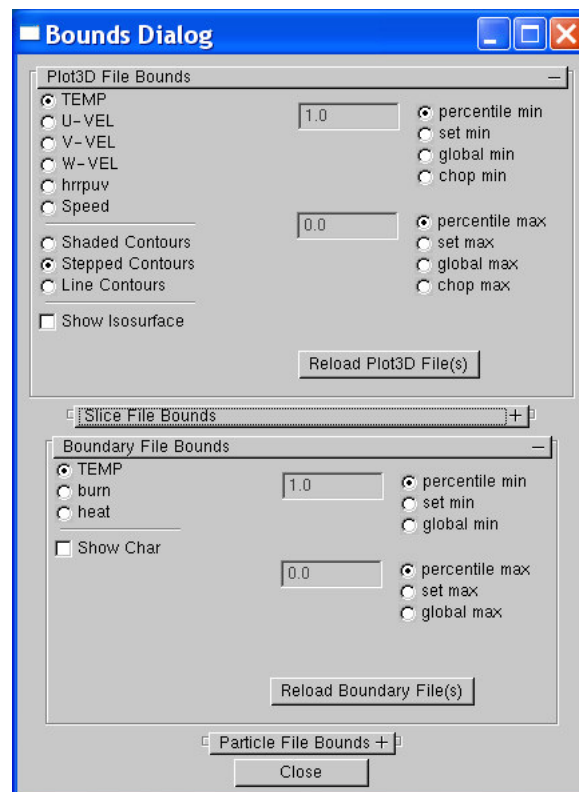 Bounds Dialog
Plot3D File Bounds −
TEMP
U-VEL
V-VEL
W-VEL
hrrpuv
Speed
1.0
percentile min
set min
global min
chop min
0.0
percentile max
set max
global max
chop max
Shaded Contours
Stepped Contours
Line Contours
Show Isosurface
Reload Plot3D File(s)
Slice File Bounds +
Boundary File Bounds −
TEMP
burn
heat
1.0
percentile min
set min
global min
Show Char
0.0
percentile max
set max
global max
Reload Boundary File(s)
Particle File Bounds +
Close